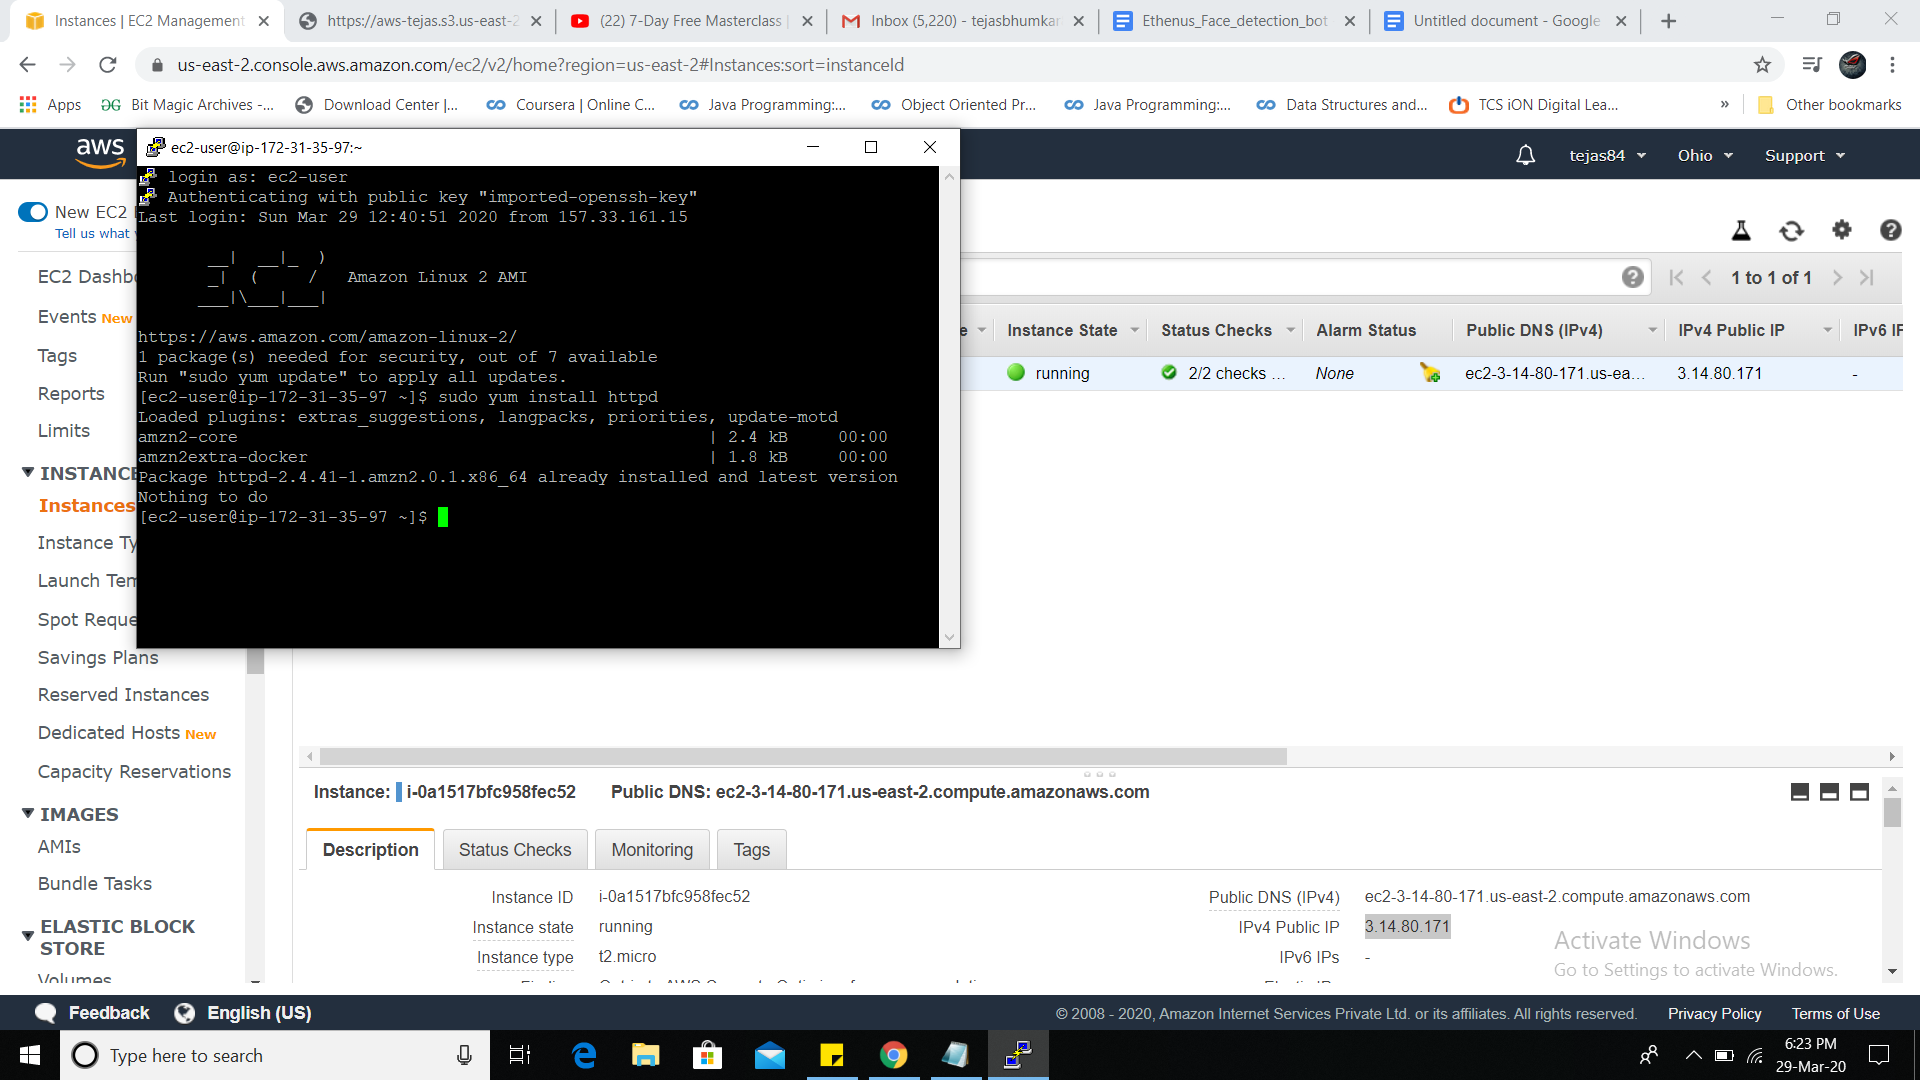 Instances | EC2 Management
https://aws-tejas.s3.us-east-2
(22) 7-Day Free Masterclass |
Inbox (5,220) - tejasbhumkar
Ethenus_Face_detection_bot
Untitled document - Google
us-east-2.console.aws.amazon.com/ec2/v2/home?region=us-east-2#Instances:sort=instanceId
Apps
Bit Magic Archives -...
Download Center |...
Coursera | Online C...
Java Programming:...
Object Oriented Pr...
Java Programming:...
Data Structures and...
TCS iON Digital Lea...
»
Other bookmarks
aws
tejas84
Ohio
Support
ec2-user@ip-172-31-35-97:~
login as: ec2-user
Authenticating with public key "imported-openssh-key"
Last login: Sun Mar 29 12:40:51 2020 from 157.33.161.15
__|  __|_  )
_|  (     /   Amazon Linux 2 AMI
___|\___|___|
https://aws.amazon.com/amazon-linux-2/
1 package(s) needed for security, out of 7 available
Run "sudo yum update" to apply all updates.
[ec2-user@ip-172-31-35-97 ~]$ sudo yum install httpd
Loaded plugins: extras_suggestions, langpacks, priorities, update-motd
amzn2-core | 2.4 kB 00:00
amzn2extra-docker | 1.8 kB 00:00
Package httpd-2.4.41-1.amzn2.0.1.x86_64 already installed and latest version
Nothing to do
[ec2-user@ip-172-31-35-97 ~]$
New EC2
Tell us what
EC2 Dashbo
Events New
Tags
Reports
Limits
INSTANCE
Instances
Instance Ty
Launch Tem
Spot Reque
Savings Plans
Reserved Instances
Dedicated Hosts New
Capacity Reservations
IMAGES
AMIs
Bundle Tasks
ELASTIC BLOCK
STORE
Volumes
1 to 1 of 1
e
Instance State
Status Checks
Alarm Status
Public DNS (IPv4)
IPv4 Public IP
IPv6 IP
running
2/2 checks ...
None
ec2-3-14-80-171.us-ea...
3.14.80.171
-
Instance: i-0a1517bfc958fec52
Public DNS: ec2-3-14-80-171.us-east-2.compute.amazonaws.com
Description
Status Checks
Monitoring
Tags
Instance ID
i-0a1517bfc958fec52
Public DNS (IPv4)
ec2-3-14-80-171.us-east-2.compute.amazonaws.com
Instance state
running
IPv4 Public IP
3.14.80.171
Instance type
t2.micro
IPv6 IPs
-
Activate Windows
Go to Settings to activate Windows.
Feedback
English (US)
© 2008 - 2020, Amazon Internet Services Private Ltd. or its affiliates. All rights reserved.
Privacy Policy
Terms of Use
Type here to search
6:23 PM
29-Mar-20